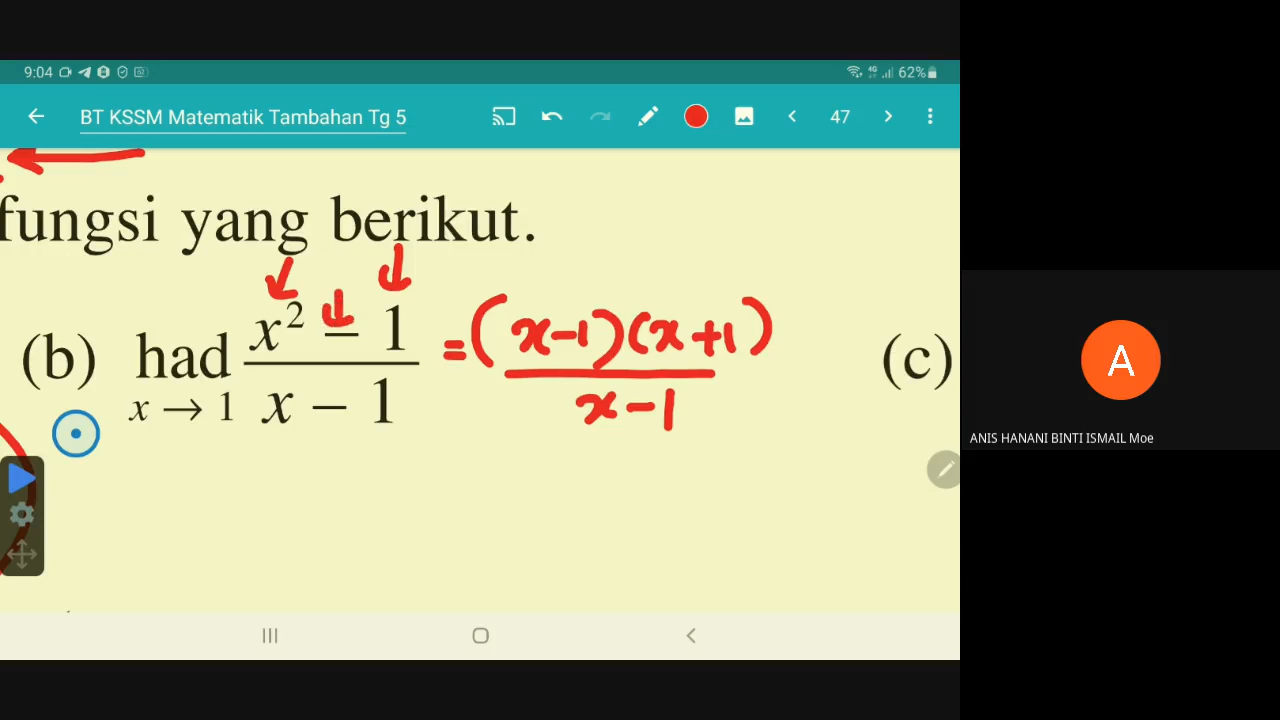 9:04 4G 62%
BT KSSM Matematik Tambahan Tg 5 47
fungsi yang berikut.
(b) had x → 1 x² − 1 / x − 1 = (x−1)(x+1) / x−1 (c)
A
ANIS HANANI BINTI ISMAIL Moe